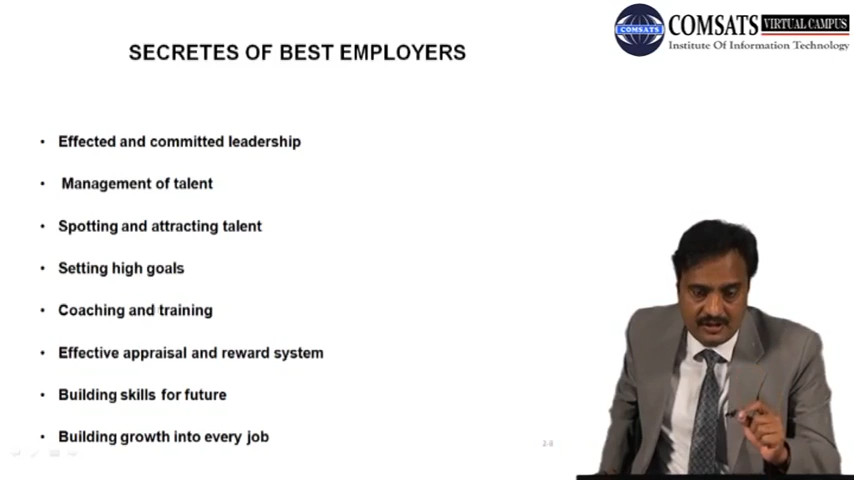 COMSATS VIRTUAL CAMPUS
Institute Of Information Technology
COMSATS
SECRETES OF BEST EMPLOYERS
• Effected and committed leadership
• Management of talent
• Spotting and attracting talent
• Setting high goals
• Coaching and training
• Effective appraisal and reward system
• Building skills for future
• Building growth into every job
2-8